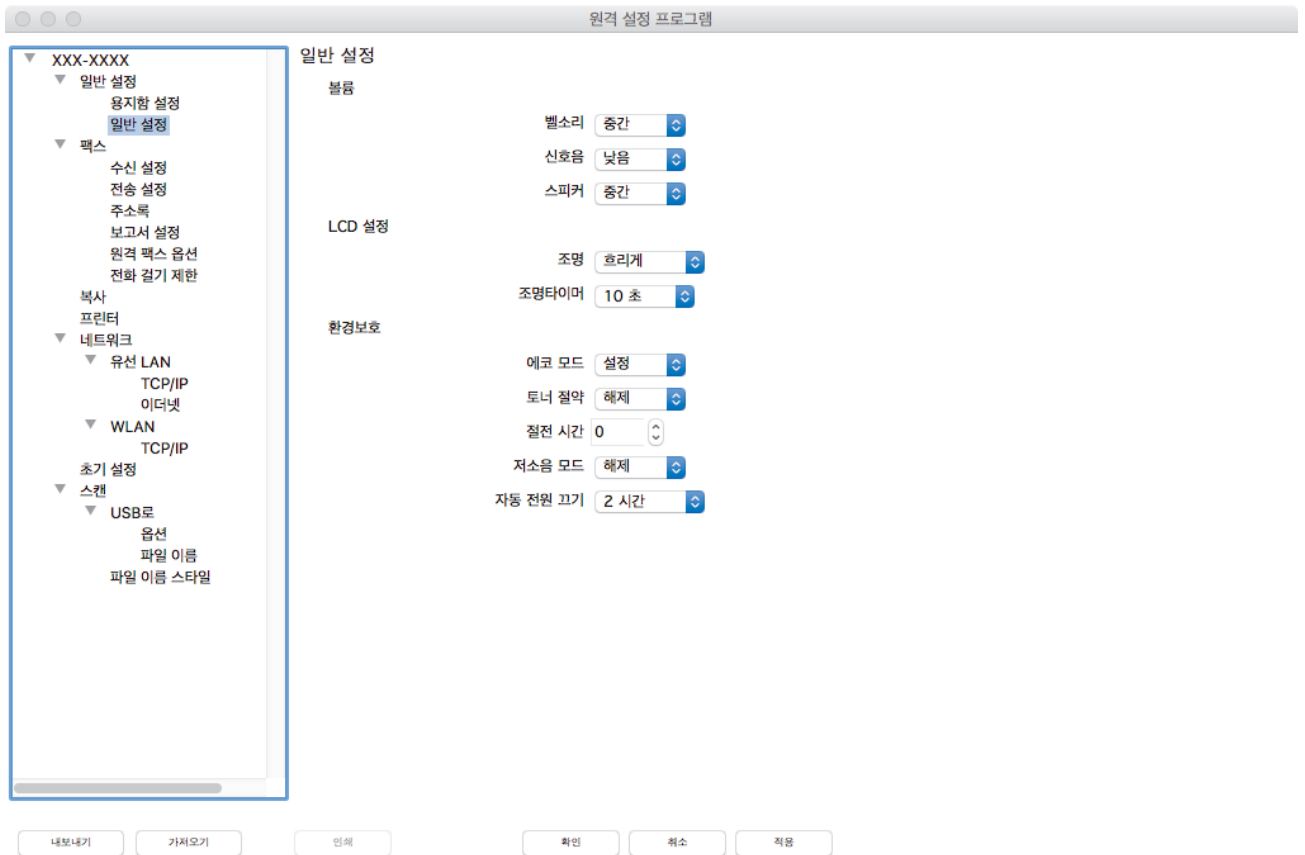 원격 설정 프로그램
XXX-XXXX
일반 설정
용지함 설정
일반 설정
팩스
수신 설정
전송 설정
주소록
보고서 설정
원격 팩스 옵션
전화 걸기 제한
복사
프린터
네트워크
유선 LAN
TCP/IP
이더넷
WLAN
TCP/IP
초기 설정
스캔
USB로
옵션
파일 이름
파일 이름 스타일
일반 설정
볼륨
벨소리 중간
신호음 낮음
스피커 중간
LCD 설정
조명 흐리게
조명타이머 10 초
환경보호
에코 모드 설정
토너 절약 해제
절전 시간 0
저소음 모드 해제
자동 전원 끄기 2 시간
내보내기 가져오기 인쇄 확인 취소 적용